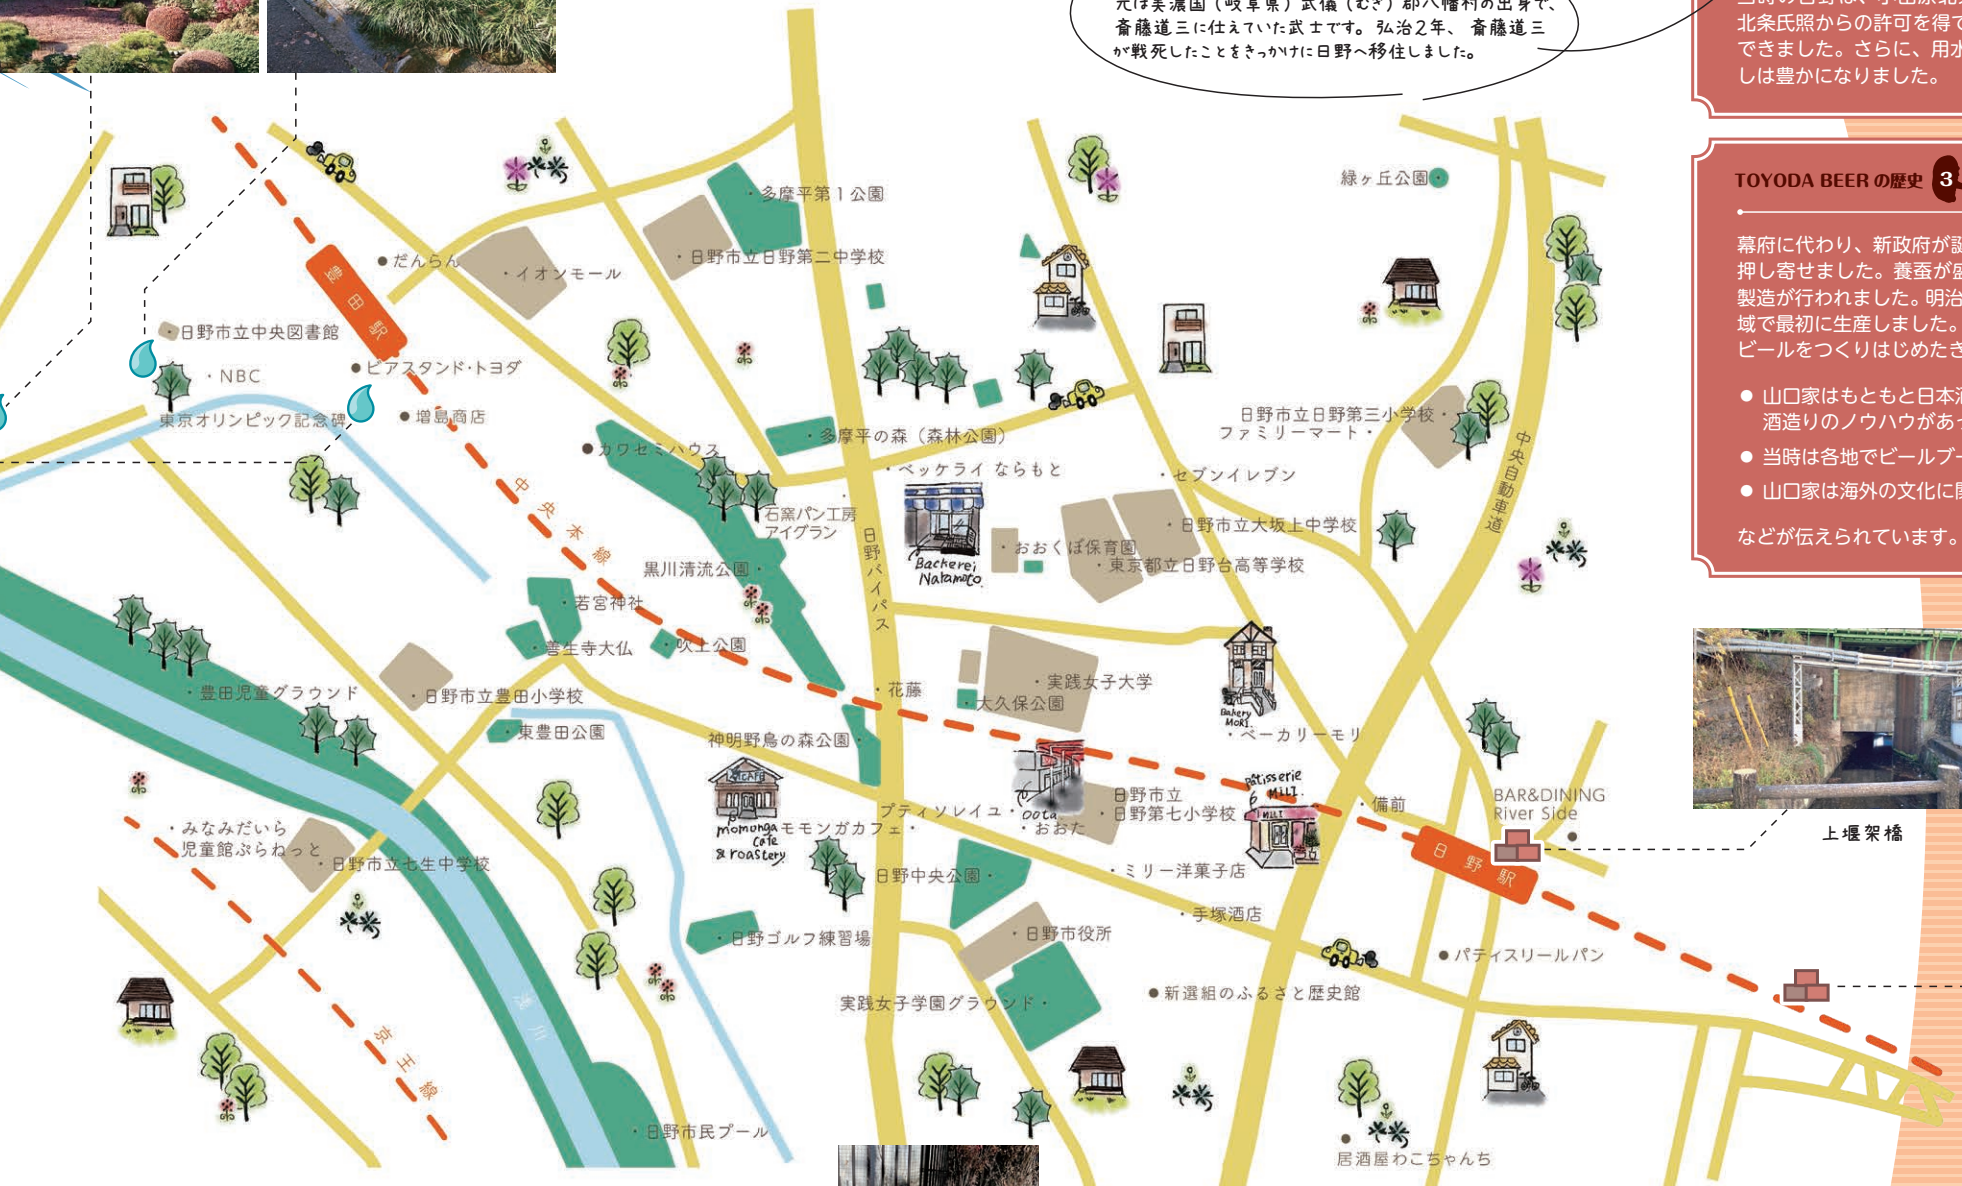 元は美濃国（岐阜県）武儀（むぎ）郡八幡村の出身で、
斎藤道三に仕えていた武士です。弘治2年、斎藤道三
が戦死したことをきっかけに日野へ移住しました。
北条氏照からの許可を得て
できました。さらに、用水
しは豊かになりました。
TOYODA BEER の歴史 3
幕府に代わり、新政府が誕
押し寄せました。養蚕が盛
製造が行われました。明治
域で最初に生産しました。
ビールをつくりはじめたき
● 山口家はもともと日本酒
酒造りのノウハウがあっ
● 当時は各地でビールブー
● 山口家は海外の文化に関
などが伝えられています。
上堰架橋
・多摩平第1公園
緑ヶ丘公園
●だんらん
・イオンモール
・日野市立日野第二中学校
豊田駅
・日野市立中央図書館
●ビアスタンド・トヨダ
・NBC
東京オリンピック記念碑
●増島商店
日野市立日野第三小学校・
ファミリーマート・
●カワセミハウス
・多摩平の森（森林公園）
・ベッケライ ならもと
・セブンイレブン
中央自動車道
中央本線
石窯パン工房
アイグラン
日野バイパス
・日野市立大坂上中学校
・おおくぼ保育園
・東京都立日野台高等学校
Backerei
Naramoto.
黒川清流公園・
・若宮神社
・善生寺大仏
・吹上公園
・豊田児童グラウンド
・日野市立豊田小学校
・花藤
・実践女子大学
・大久保公園
Bakery
MORI.
・ベーカリーモリ
・東豊田公園
神明野鳥の森公園・
CAFE
momonga
cafe
& roastery
プティソレイユ・
モモンガカフェ・
oota
・おおた
日野市立
・日野第七小学校
Pâtisserie
MILI.
MILI
・備前
BAR&DINING
River Side
日野駅
・みなみだいら
児童館ぷらねっと
・日野市立七生中学校
日野中央公園・
・ミリー洋菓子店
・手塚酒店
・日野ゴルフ練習場
・日野市役所
●パティスリールパン
実践女子学園グラウンド・
●新選組のふるさと歴史館
浅川
京王線
・日野市民プール
居酒屋わこちゃんち